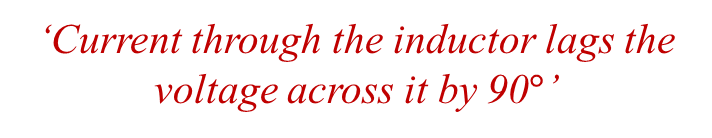 ‘Current through the inductor lags the
voltage across it by 90° ’